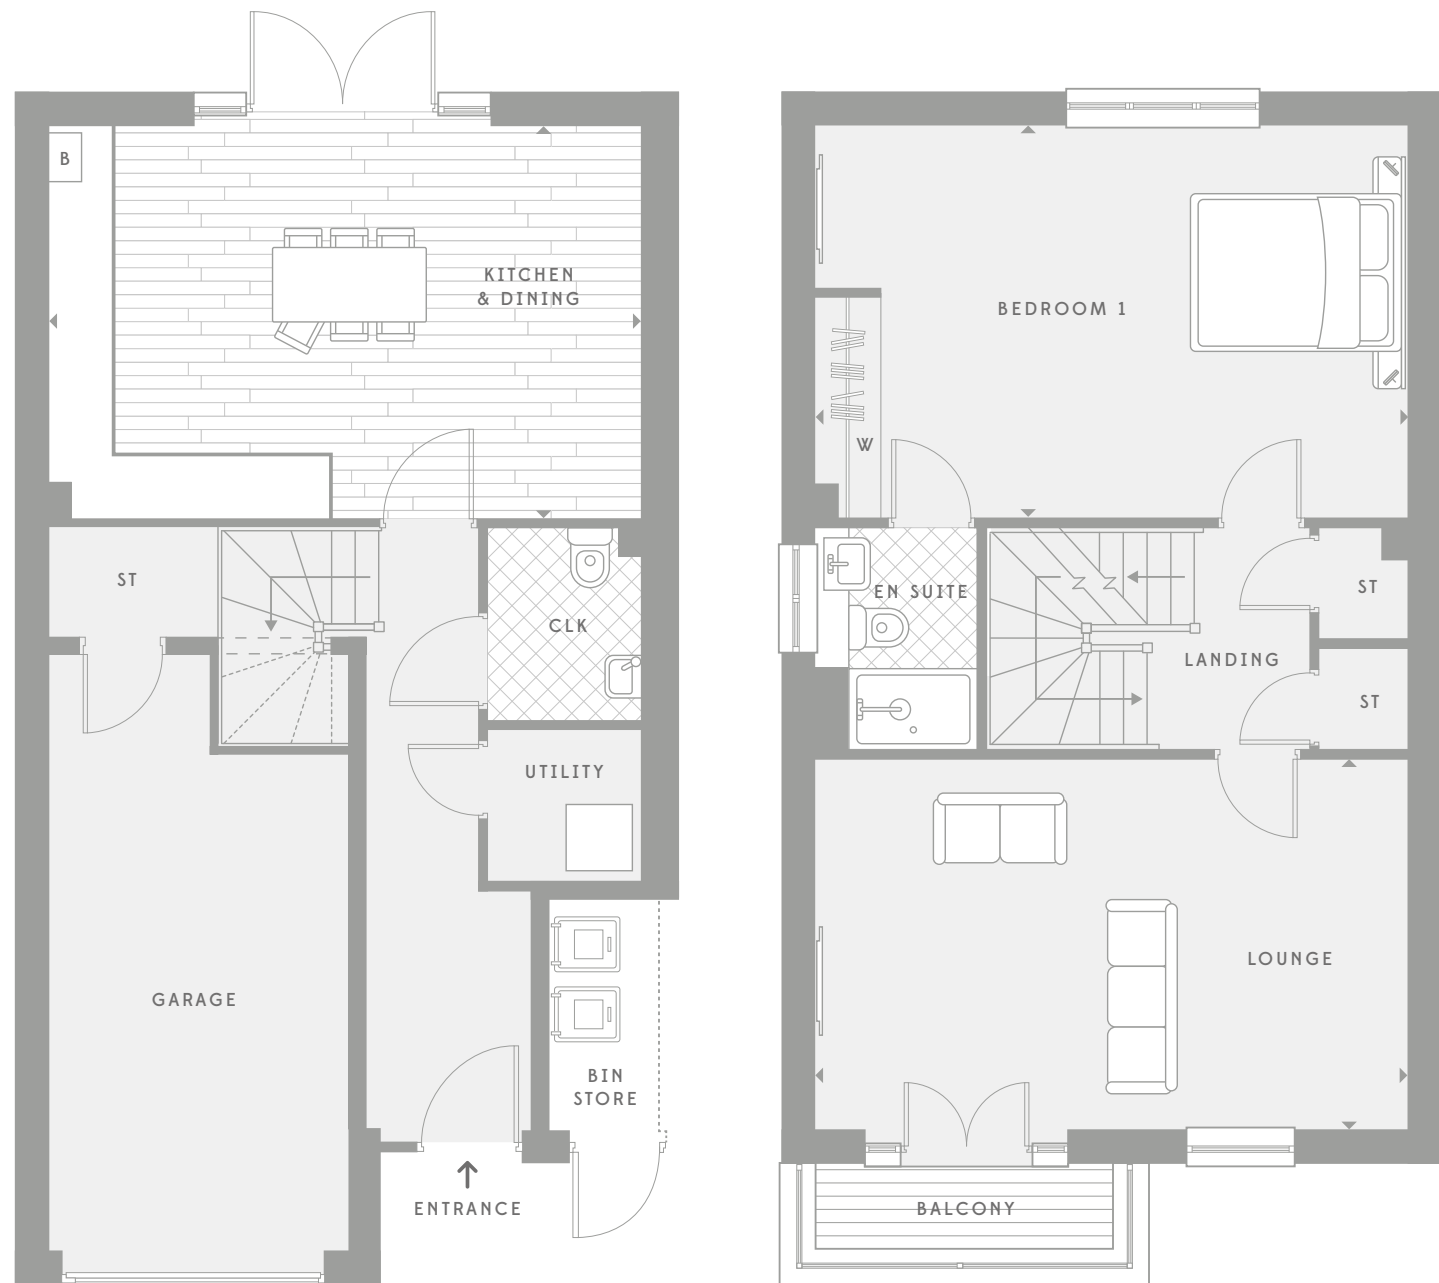 B
KITCHEN
& DINING
ST
CLK
UTILITY
GARAGE
BIN
STORE
ENTRANCE
BEDROOM 1
W
EN SUITE
ST
LANDING
ST
LOUNGE
BALCONY